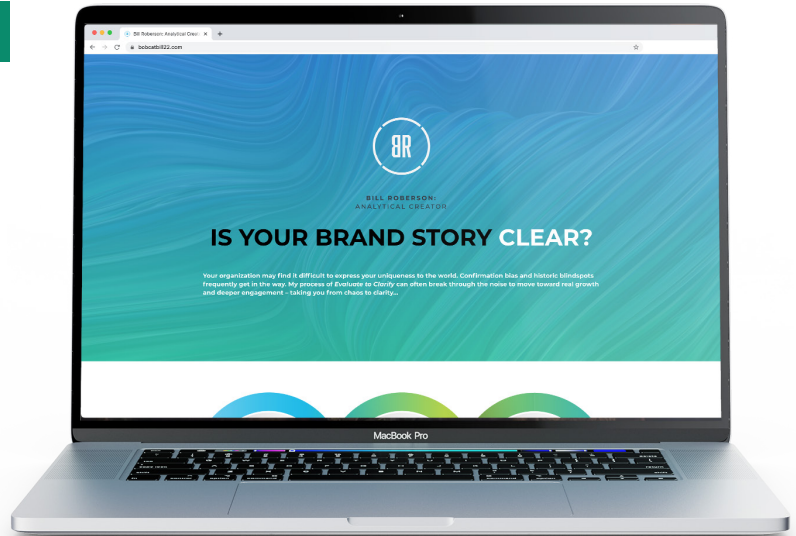 Bill Roberson: Analytical Creat
bobcatbill22.com
BR
BILL ROBERSON:
ANALYTICAL CREATOR
IS YOUR BRAND STORY CLEAR?
Your organization may find it difficult to express your uniqueness to the world. Confirmation bias and historic blindspots
frequently get in the way. My process of Evaluate to Clarify can often break through the noise to move toward real growth
and deeper engagement – taking you from chaos to clarity...
MacBook Pro